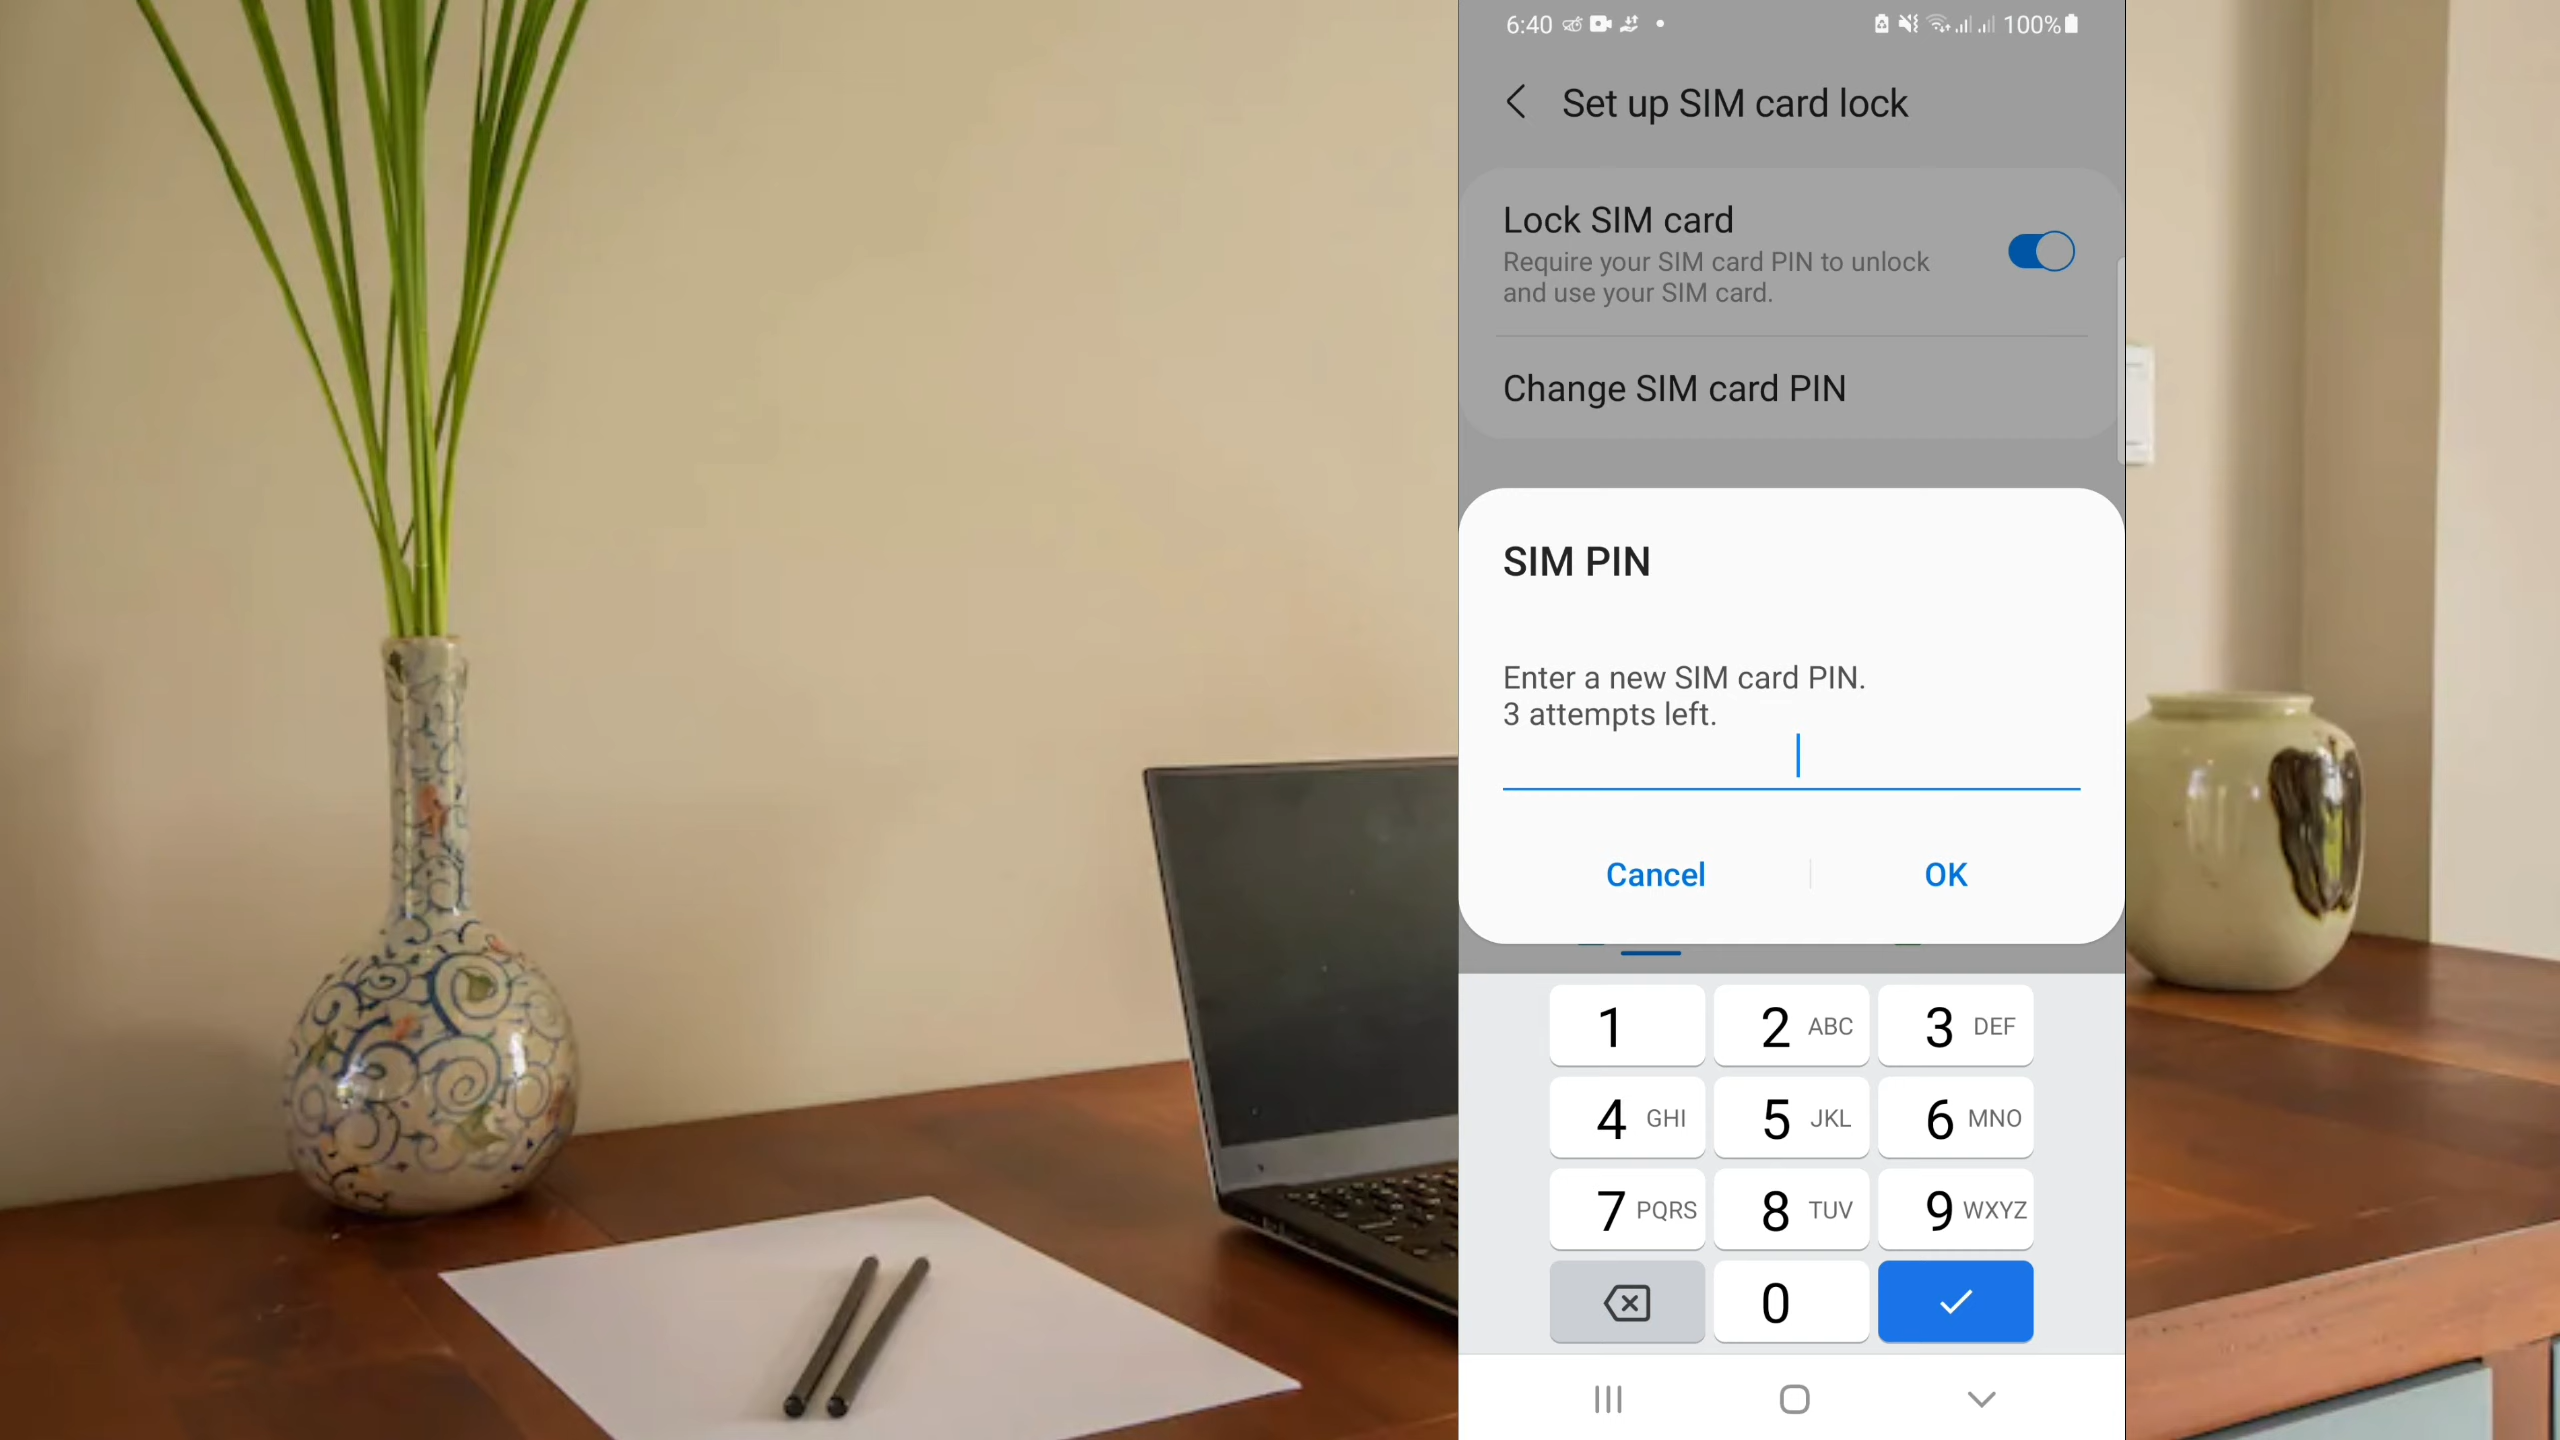 6:40
100%
Set up SIM card lock
Lock SIM card
Require your SIM card PIN to unlock
and use your SIM card.
Change SIM card PIN
SIM PIN
Enter a new SIM card PIN.
3 attempts left.
Cancel OK
1 2 ABC 3 DEF
4 GHI 5 JKL 6 MNO
7 PQRS 8 TUV 9 WXYZ
0